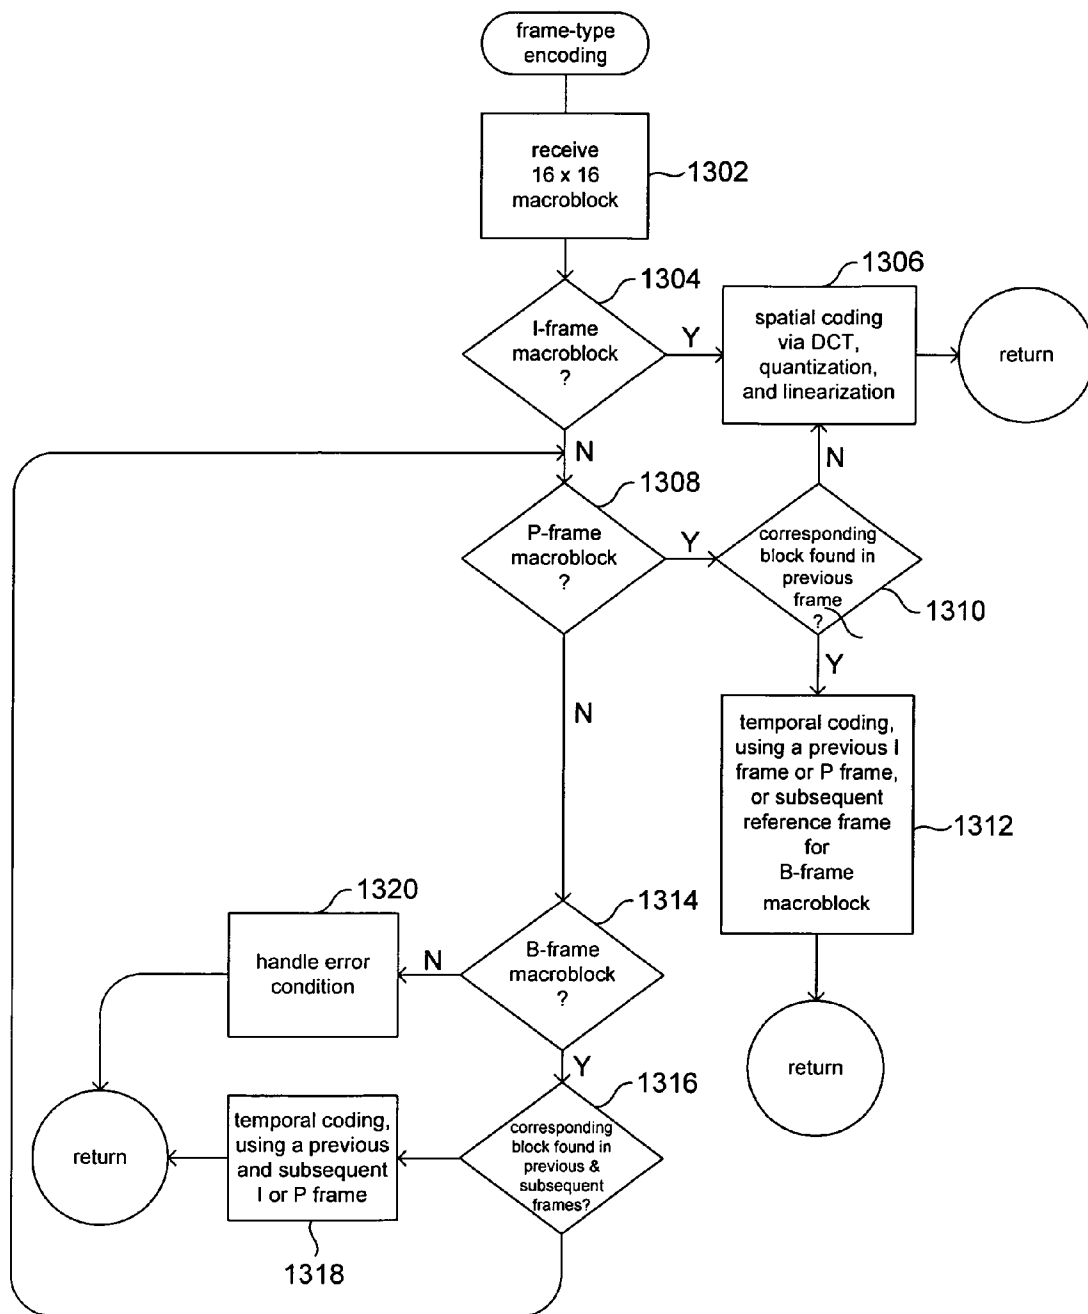 frame-type
encoding
receive
16 x 16
macroblock
1302
1304
I-frame
macroblock
?
Y
N
1306
spatial coding
via DCT,
quantization,
and linearization
return
1308
P-frame
macroblock
?
Y
N
N
corresponding
block found in
previous
frame
?
1310
Y
temporal coding,
using a previous I
frame or P frame,
or subsequent
reference frame
for
B-frame
macroblock
1312
return
1314
B-frame
macroblock
?
N
Y
1320
handle error
condition
1316
corresponding
block found in
previous &
subsequent
frames?
temporal coding,
using a previous
and subsequent
I or P frame
1318
return